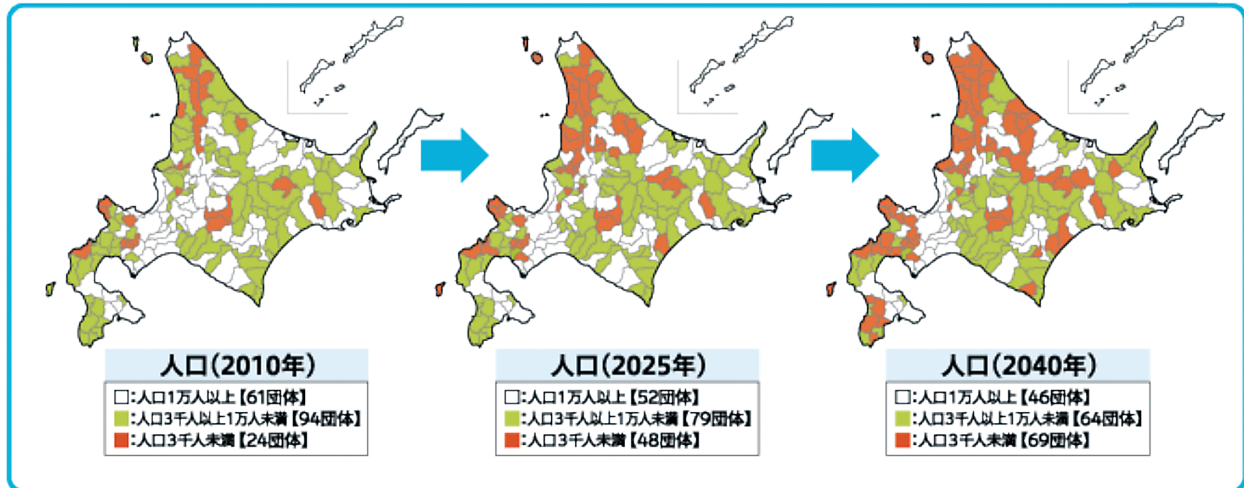 人口(2010年)
□:人口1万人以上【61団体】
■:人口3千人以上1万人未満【94団体】
■:人口3千人未満【24団体】
人口(2025年)
□:人口1万人以上【52団体】
■:人口3千人以上1万人未満【79団体】
■:人口3千人未満【48団体】
人口(2040年)
□:人口1万人以上【46団体】
■:人口3千人以上1万人未満【64団体】
■:人口3千人未満【69団体】